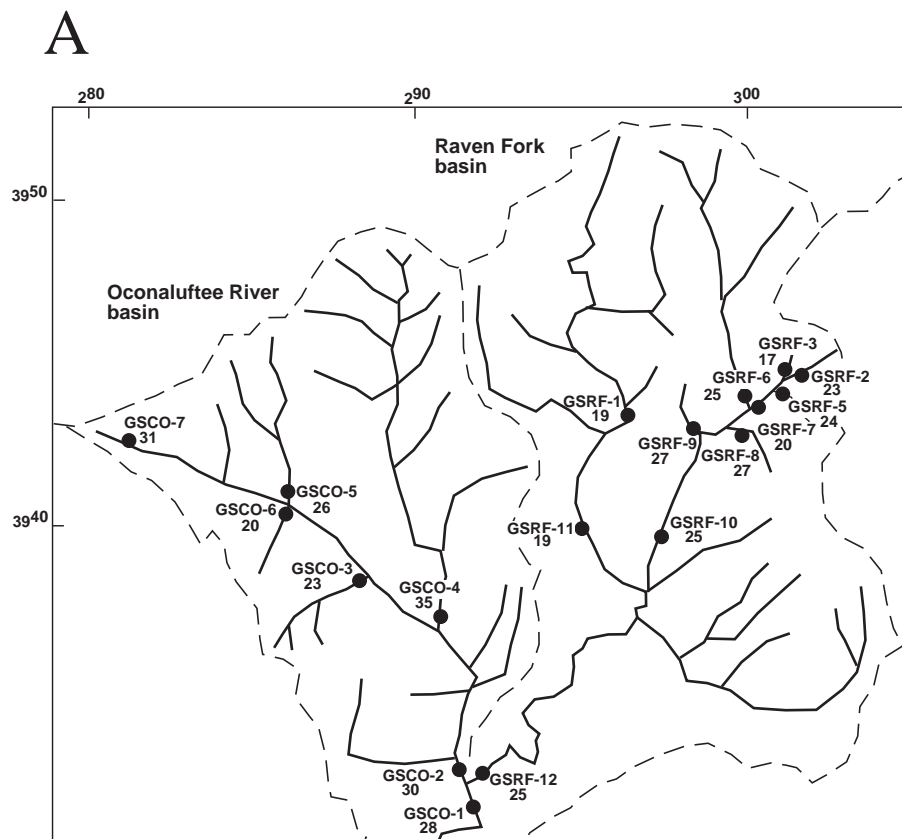 A
280
290
300
Raven Fork
basin
3950
Oconaluftee River
basin
GSRF-3
17
GSRF-6
25
GSRF-2
23
GSRF-1
19
GSRF-5
24
GSCO-7
31
GSRF-7
20
GSRF-9
27
GSRF-8
27
GSCO-5
26
GSCO-6
20
3940
GSRF-11
19
GSRF-10
25
GSCO-3
23
GSCO-4
35
GSCO-2
30
GSRF-12
25
GSCO-1
28